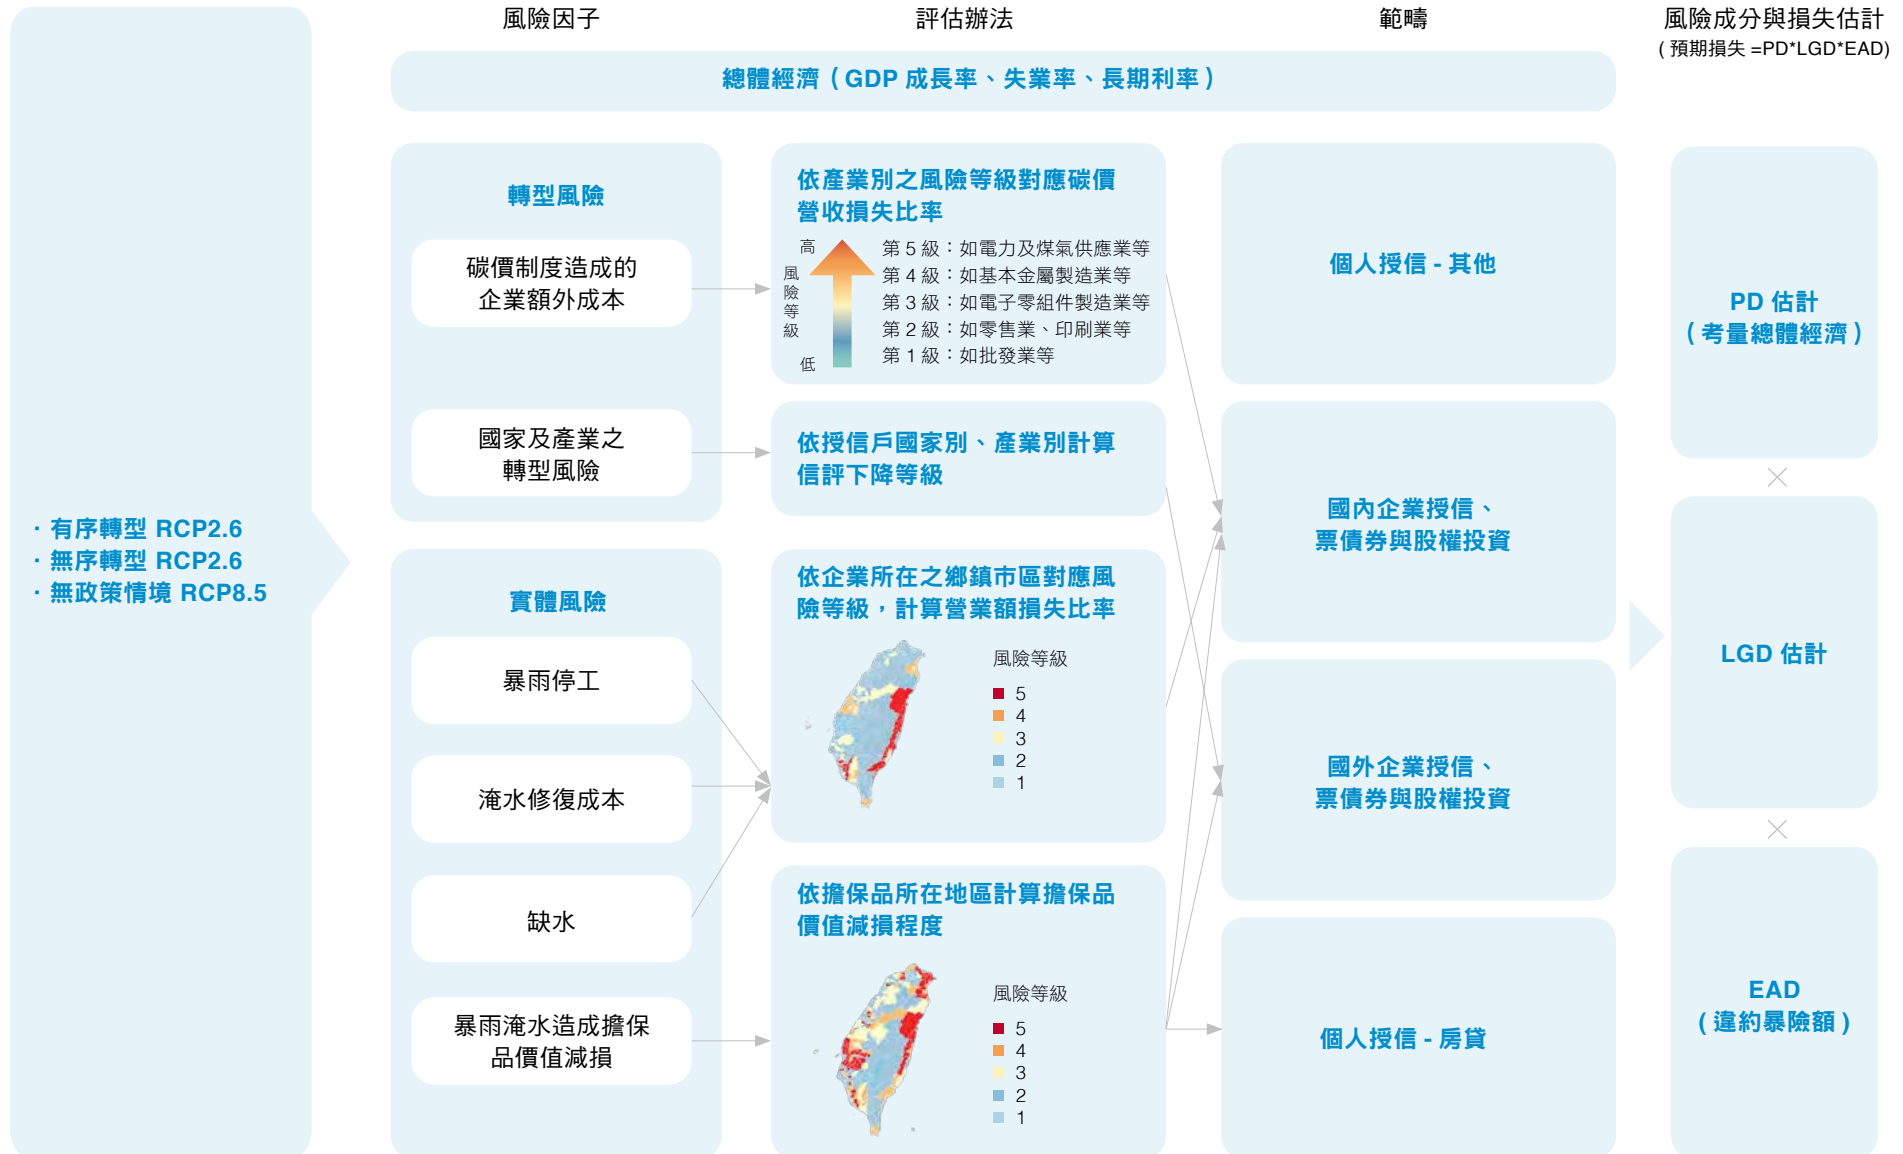 風險因子
評估辦法
範疇
風險成分與損失估計
( 預期損失 =PD*LGD*EAD)
總體經濟（GDP 成長率、失業率、長期利率）
· 有序轉型 RCP2.6
· 無序轉型 RCP2.6
· 無政策情境 RCP8.5
轉型風險
碳價制度造成的
企業額外成本
國家及產業之
轉型風險
實體風險
暴雨停工
淹水修復成本
缺水
暴雨淹水造成擔保
品價值減損
依產業別之風險等級對應碳價
營收損失比率
高
風險等級
低
第 5 級：如電力及煤氣供應業等
第 4 級：如基本金屬製造業等
第 3 級：如電子零組件製造業等
第 2 級：如零售業、印刷業等
第 1 級：如批發業等
依授信戶國家別、產業別計算
信評下降等級
依企業所在之鄉鎮市區對應風
險等級，計算營業額損失比率
風險等級
5
4
3
2
1
依擔保品所在地區計算擔保品
價值減損程度
風險等級
5
4
3
2
1
個人授信 - 其他
國內企業授信、
票債券與股權投資
國外企業授信、
票債券與股權投資
個人授信 - 房貸
PD 估計
（考量總體經濟）
×
LGD 估計
×
EAD
( 違約暴險額 )